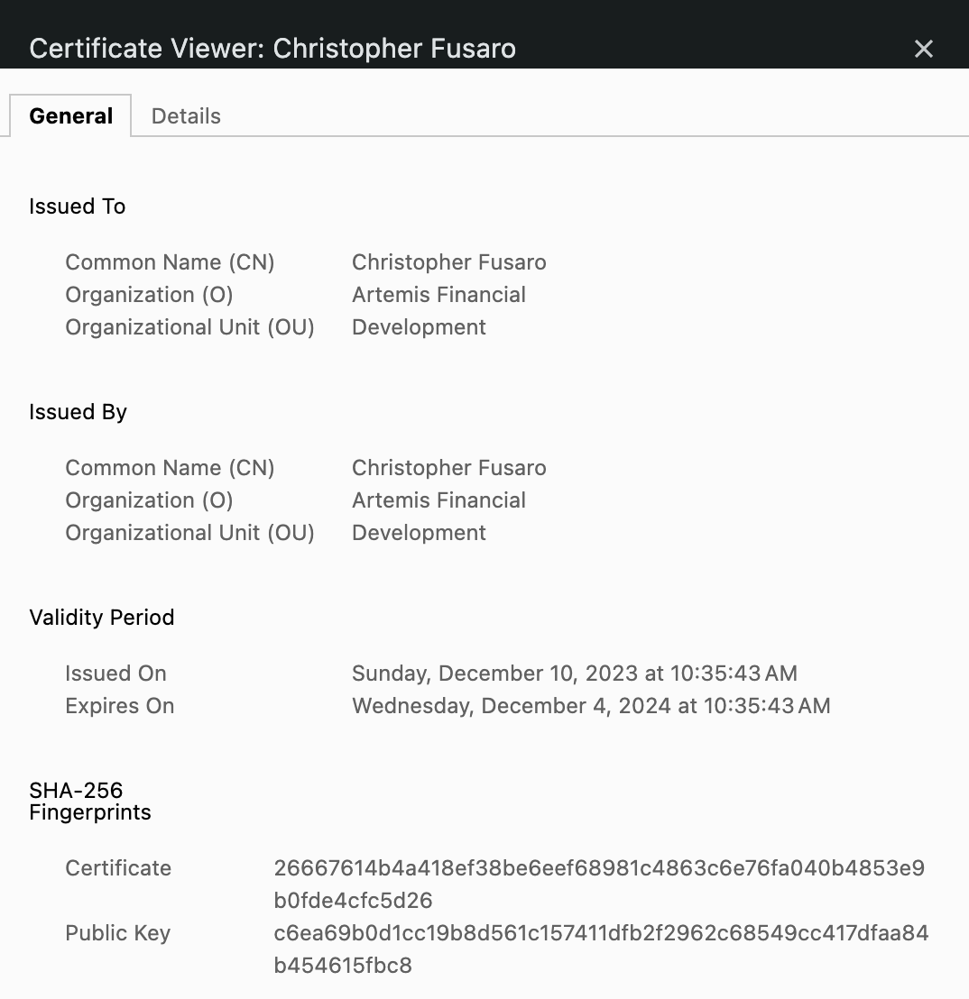 Certificate Viewer: Christopher Fusaro
General Details
Issued To
Common Name (CN) Christopher Fusaro
Organization (O) Artemis Financial
Organizational Unit (OU) Development
Issued By
Common Name (CN) Christopher Fusaro
Organization (O) Artemis Financial
Organizational Unit (OU) Development
Validity Period
Issued On Sunday, December 10, 2023 at 10:35:43 AM
Expires On Wednesday, December 4, 2024 at 10:35:43 AM
SHA-256
Fingerprints
Certificate 26667614b4a418ef38be6eef68981c4863c6e76fa040b4853e9
b0fde4cfc5d26
Public Key c6ea69b0d1cc19b8d561c157411dfb2f2962c68549cc417dfaa84
b454615fbc8